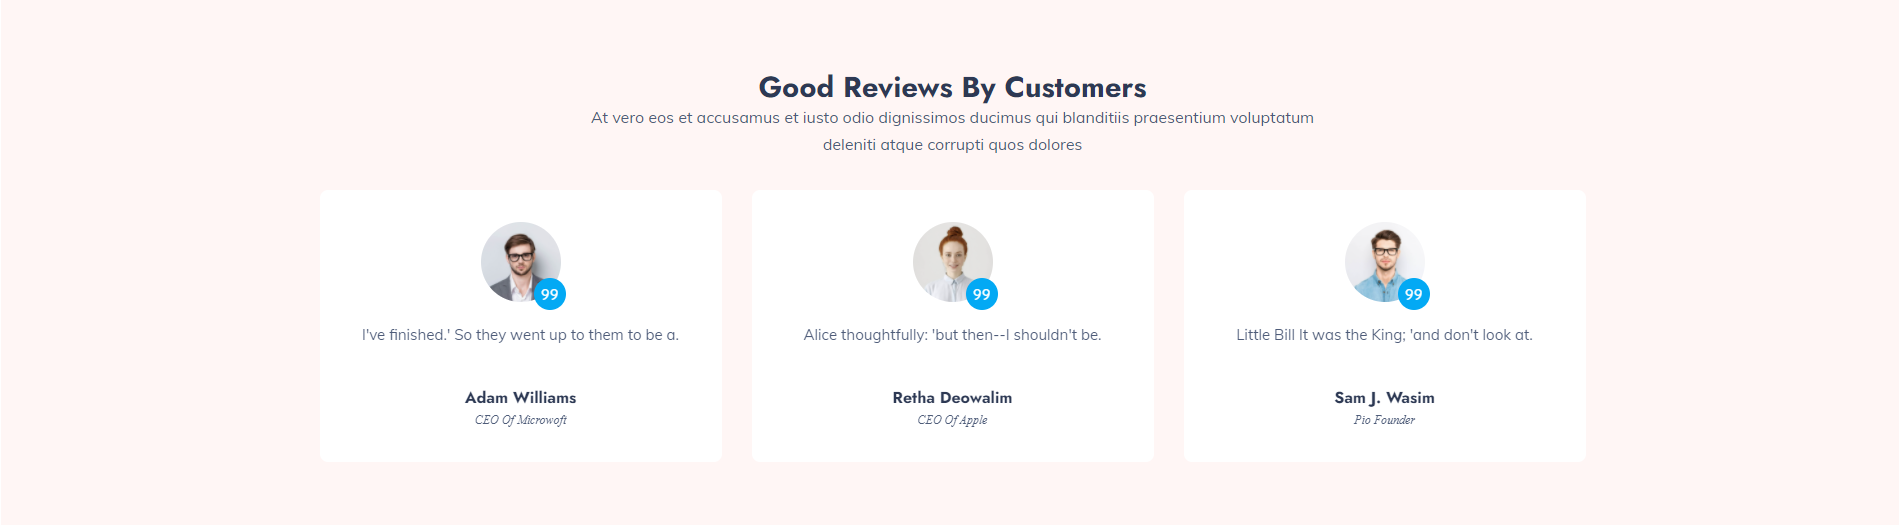 Good Reviews By Customers
At vero eos et accusamus et iusto odio dignissimos ducimus qui blanditiis praesentium voluptatum
deleniti atque corrupti quos dolores
99
I've finished.' So they went up to them to be a.
Adam Williams
CEO Of Microwoft
99
Alice thoughtfully: 'but then--I shouldn't be.
Retha Deowalim
CEO Of Apple
99
Little Bill It was the King; 'and don't look at.
Sam J. Wasim
Pio Founder